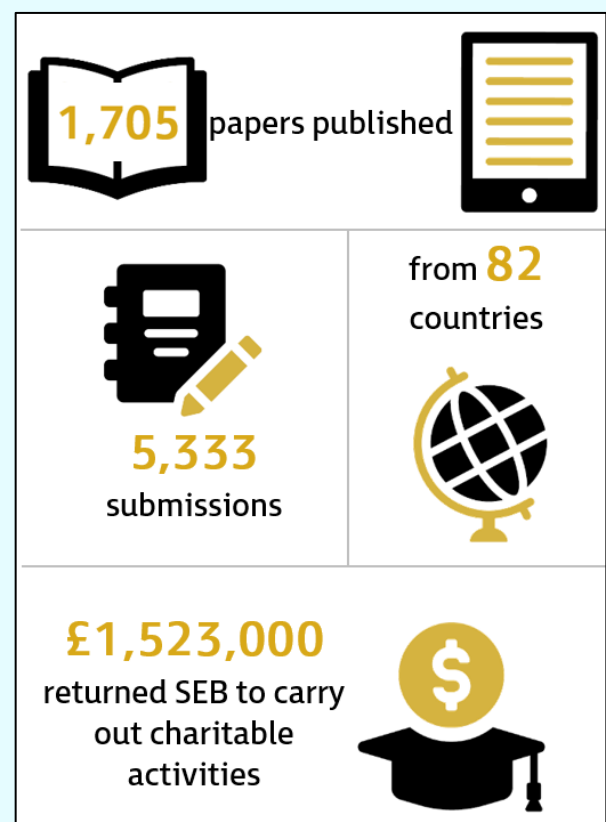 1,705 papers published
5,333
submissions
from 82
countries
£1,523,000
returned SEB to carry
out charitable
activities
$